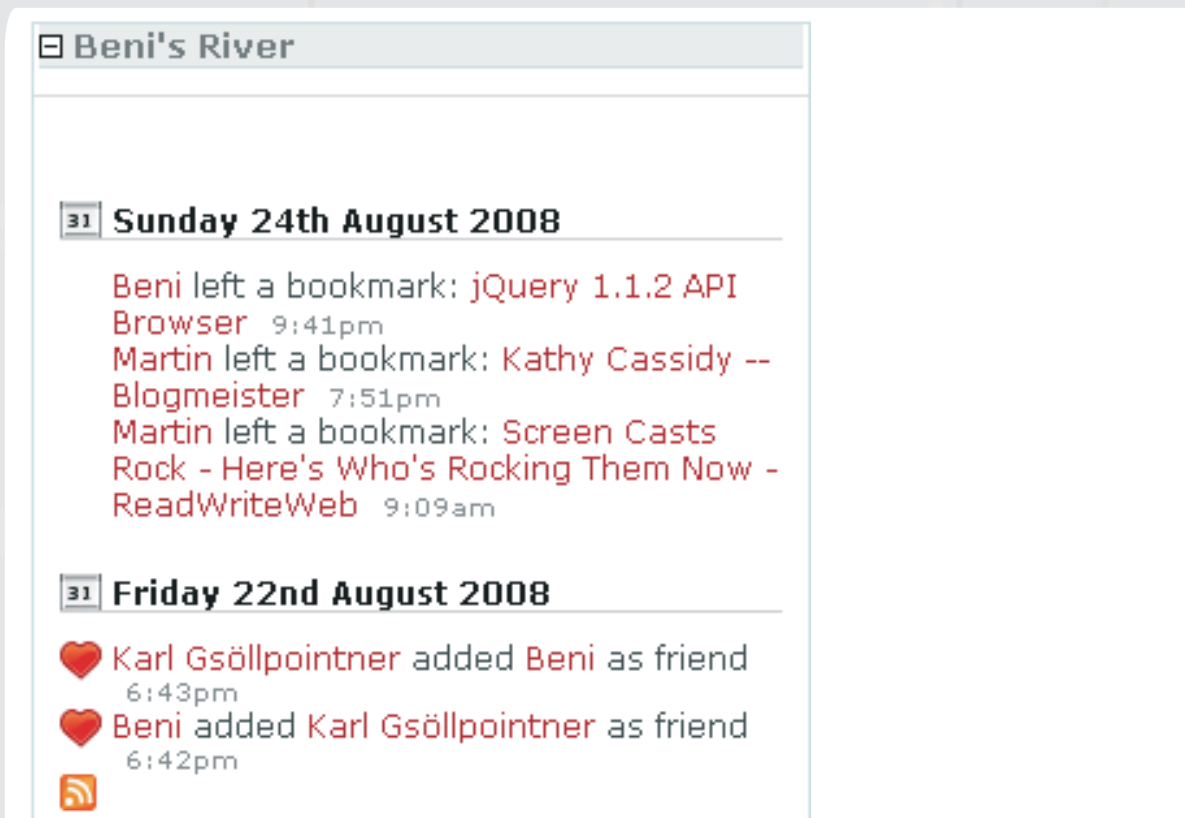 Beni's River
31 Sunday 24th August 2008
Beni left a bookmark: jQuery 1.1.2 API
Browser 9:41pm
Martin left a bookmark: Kathy Cassidy --
Blogmeister 7:51pm
Martin left a bookmark: Screen Casts
Rock - Here's Who's Rocking Them Now -
ReadWriteWeb 9:09am
31 Friday 22nd August 2008
Karl Gsöllpointner added Beni as friend
6:43pm
Beni added Karl Gsöllpointner as friend
6:42pm